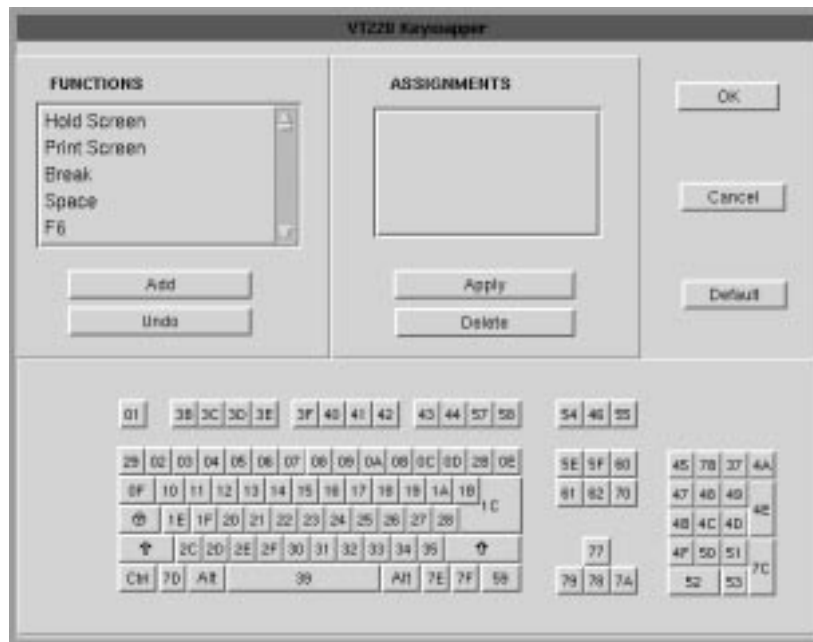 VT220 Keymapper
FUNCTIONS
Hold Screen
Print Screen
Break
Space
F6
Add
Undo
ASSIGNMENTS
Apply
Delete
OK
Cancel
Default
01 3B 3C 3D 3E 3F 40 41 42 43 44 57 58 54 46 55
29 02 03 04 05 06 07 08 09 0A 0B 0C 0D 2B 0E 5E 5F 60 45 7B 37 4A
0F 10 11 12 13 14 15 16 17 18 19 1A 1B 1C 61 62 70 47 48 49 4E
1E 1F 20 21 22 23 24 25 26 27 28 4B 4C 4D
2C 2D 2E 2F 30 31 32 33 34 35 77 4F 50 51 7C
Ctrl 7D Alt 39 Alt 7E 7F 59 79 78 7A 52 53